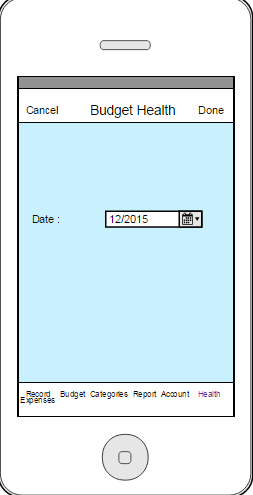 Cancel Budget Health Done
Date : 12/2015
Record Budget Categories Report Account Health
Expenses